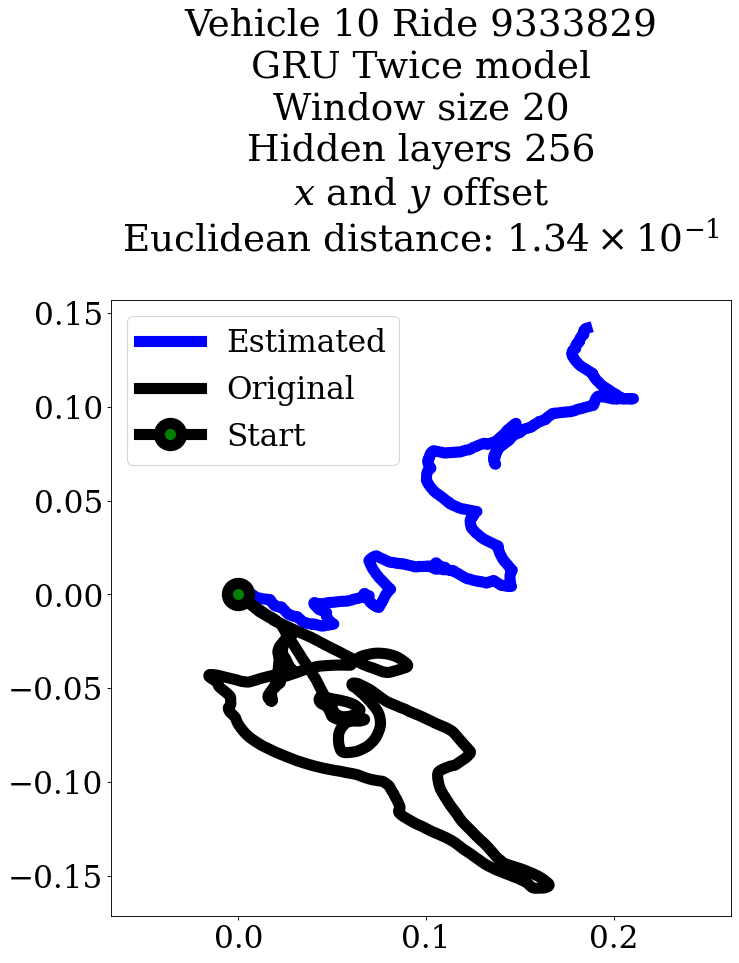 Vehicle 10 Ride 9333829
GRU Twice model
Window size 20
Hidden layers 256
x and y offset
Euclidean distance: 1.34 × 10⁻¹
Estimated
Original
Start
0.15
0.10
0.05
0.00
−0.05
−0.10
−0.15
0.0 0.1 0.2